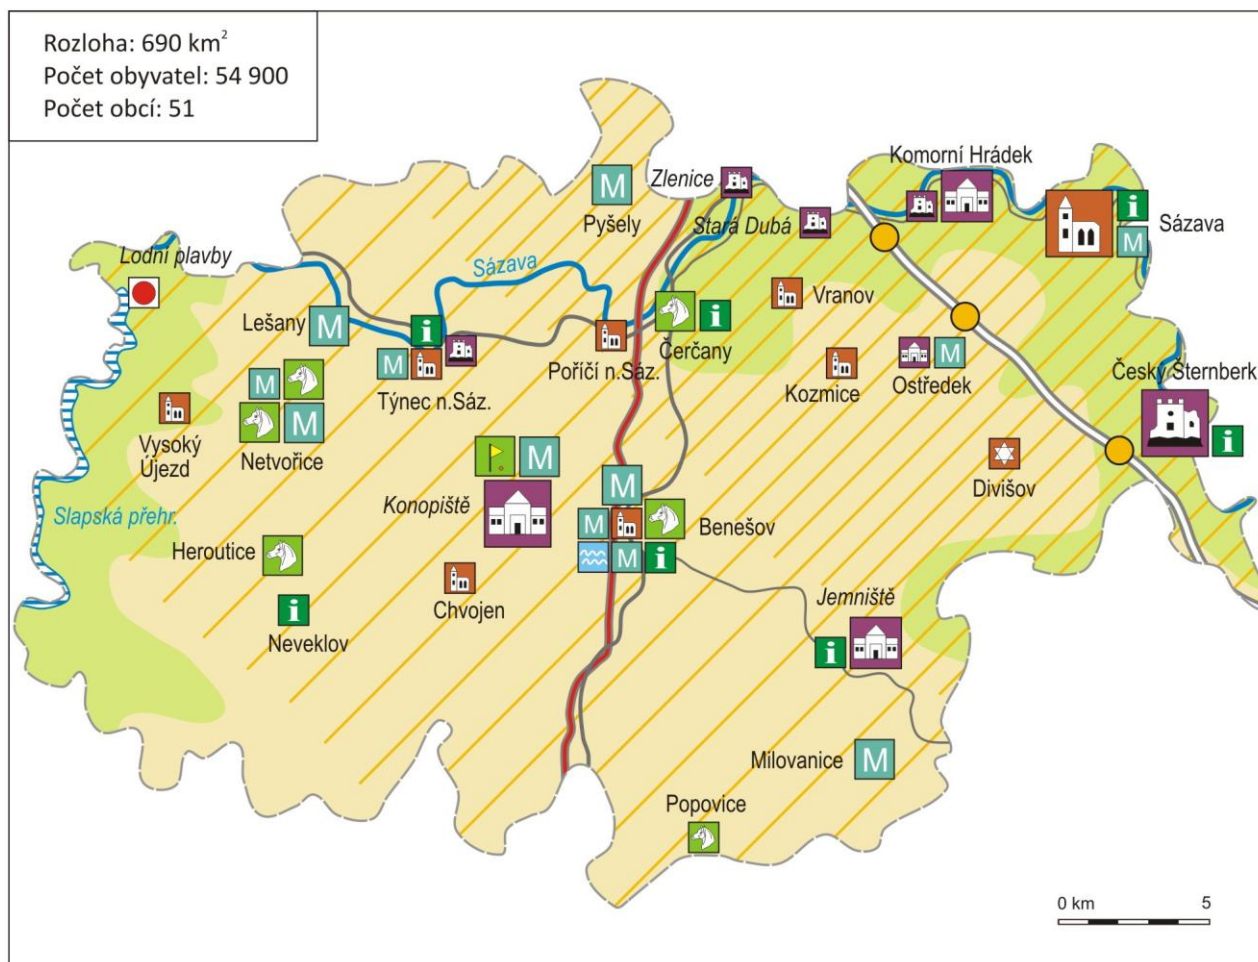 Rozloha: 690 km²
Počet obyvatel: 54 900
Počet obcí: 51
Komorní Hrádek
Zlenice
M
Pyšely
Stará Dubá
i
M
Sázava
Lodní plavby
Sázava
Vranov
Lešany
M
i
M
Týnec n.Sáz.
Poříčí n.Sáz.
i
Čerčany
Kozmice
M
Ostředek
Český Šternberk
i
M
M
Netvořice
Vysoký
Újezd
M
Konopiště
Divišov
Slapská přehr.
M
M
Benešov
M
i
Heroutice
Chvojen
i
Neveklov
Jemniště
i
Milovanice
M
Popovice
0 km 5